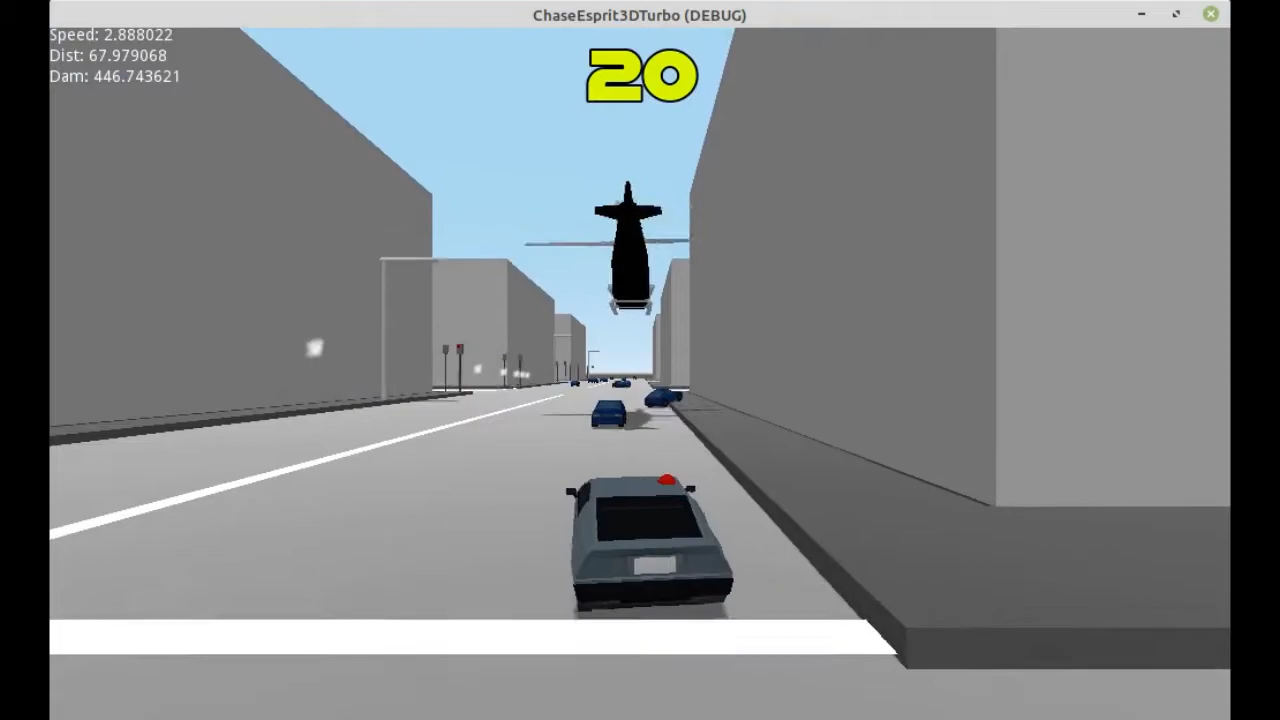 ChaseEsprit3DTurbo (DEBUG)
Speed: 2.888022
Dist: 67.979068
Dam: 446.743621
20